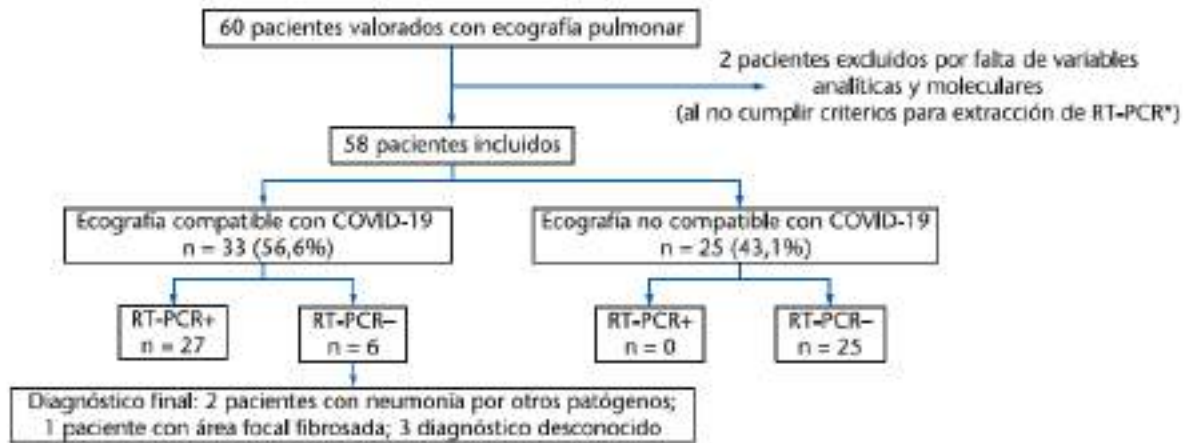 60 pacientes valorados con ecografía pulmonar
2 pacientes excluidos por falta de variables
analíticas y moleculares
(al no cumplir criterios para extracción de RT-PCR*)
58 pacientes incluidos
Ecografía compatible con COVID-19
n = 33 (56,6%)
Ecografía no compatible con COVID-19
n = 25 (43,1%)
RT-PCR+
n = 27
RT-PCR–
n = 6
RT-PCR+
n = 0
RT-PCR–
n = 25
Diagnóstico final: 2 pacientes con neumonía por otros patógenos;
1 paciente con área focal fibrosada; 3 diagnóstico desconocido